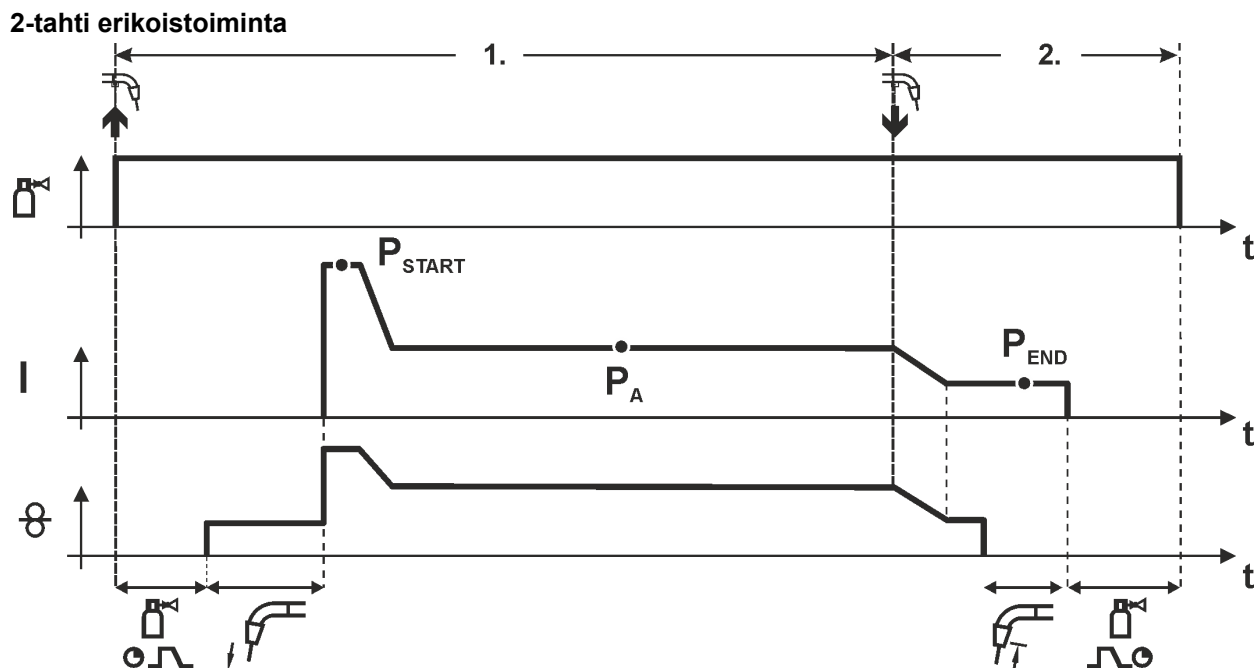 2-tahti erikoistoiminta
1. 2.
t
P START
P END
I
P A
t
t